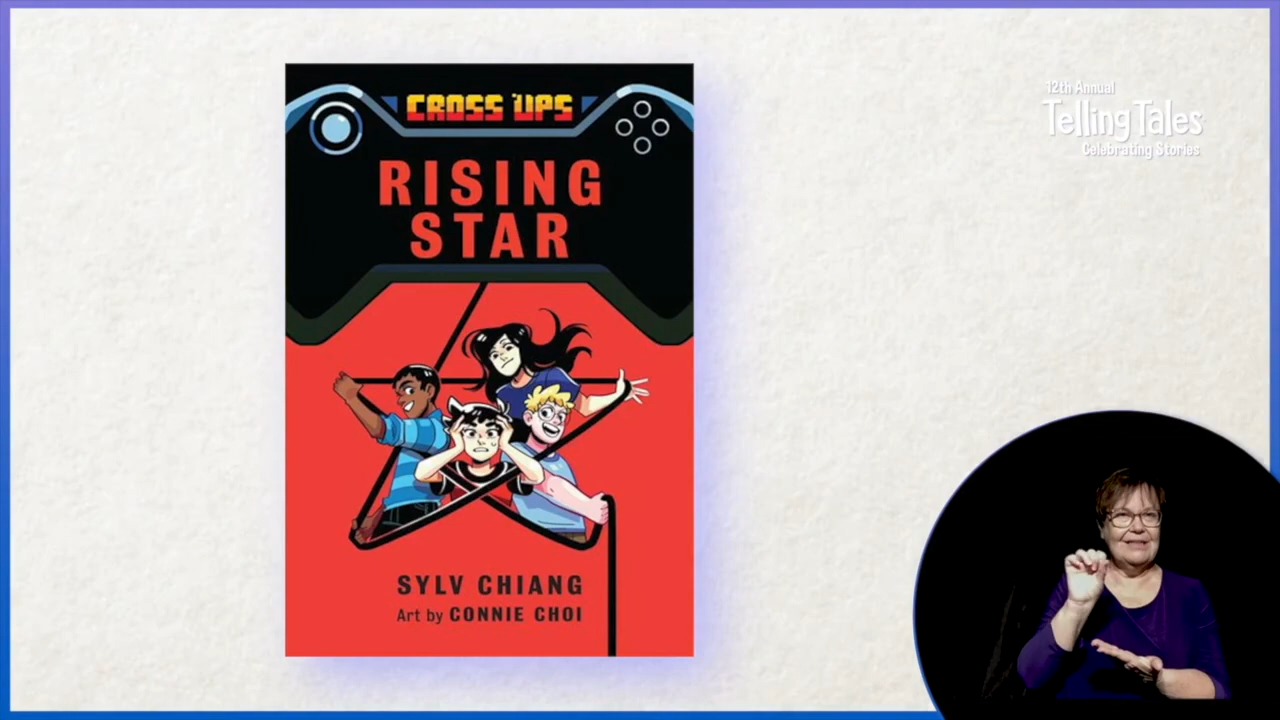 CROSS UPS
RISING
STAR
SYLV CHIANG
Art by CONNIE CHOI
12th Annual
Telling Tales
Celebrating Stories